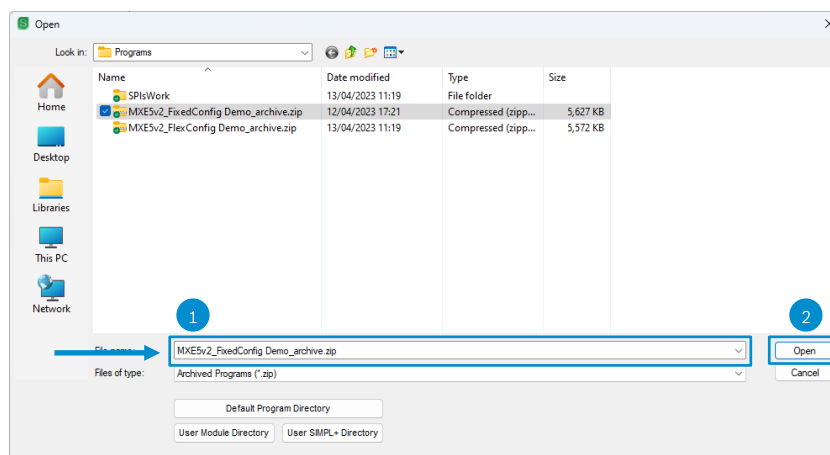 Open
Look in: Programs
Name Date modified Type Size
SPlsWork 13/04/2023 11:19 File folder
MXE5v2_FixedConfig Demo_archive.zip 12/04/2023 17:21 Compressed (zipp... 5,627 KB
MXE5v2_FlexConfig Demo_archive.zip 13/04/2023 11:19 Compressed (zipp... 5,572 KB
Home
Desktop
Libraries
This PC
Network
1
2
File name: MXE5v2_FixedConfig Demo_archive.zip Open
Files of type: Archived Programs (*.zip) Cancel
Default Program Directory
User Module Directory User SIMPL+ Directory